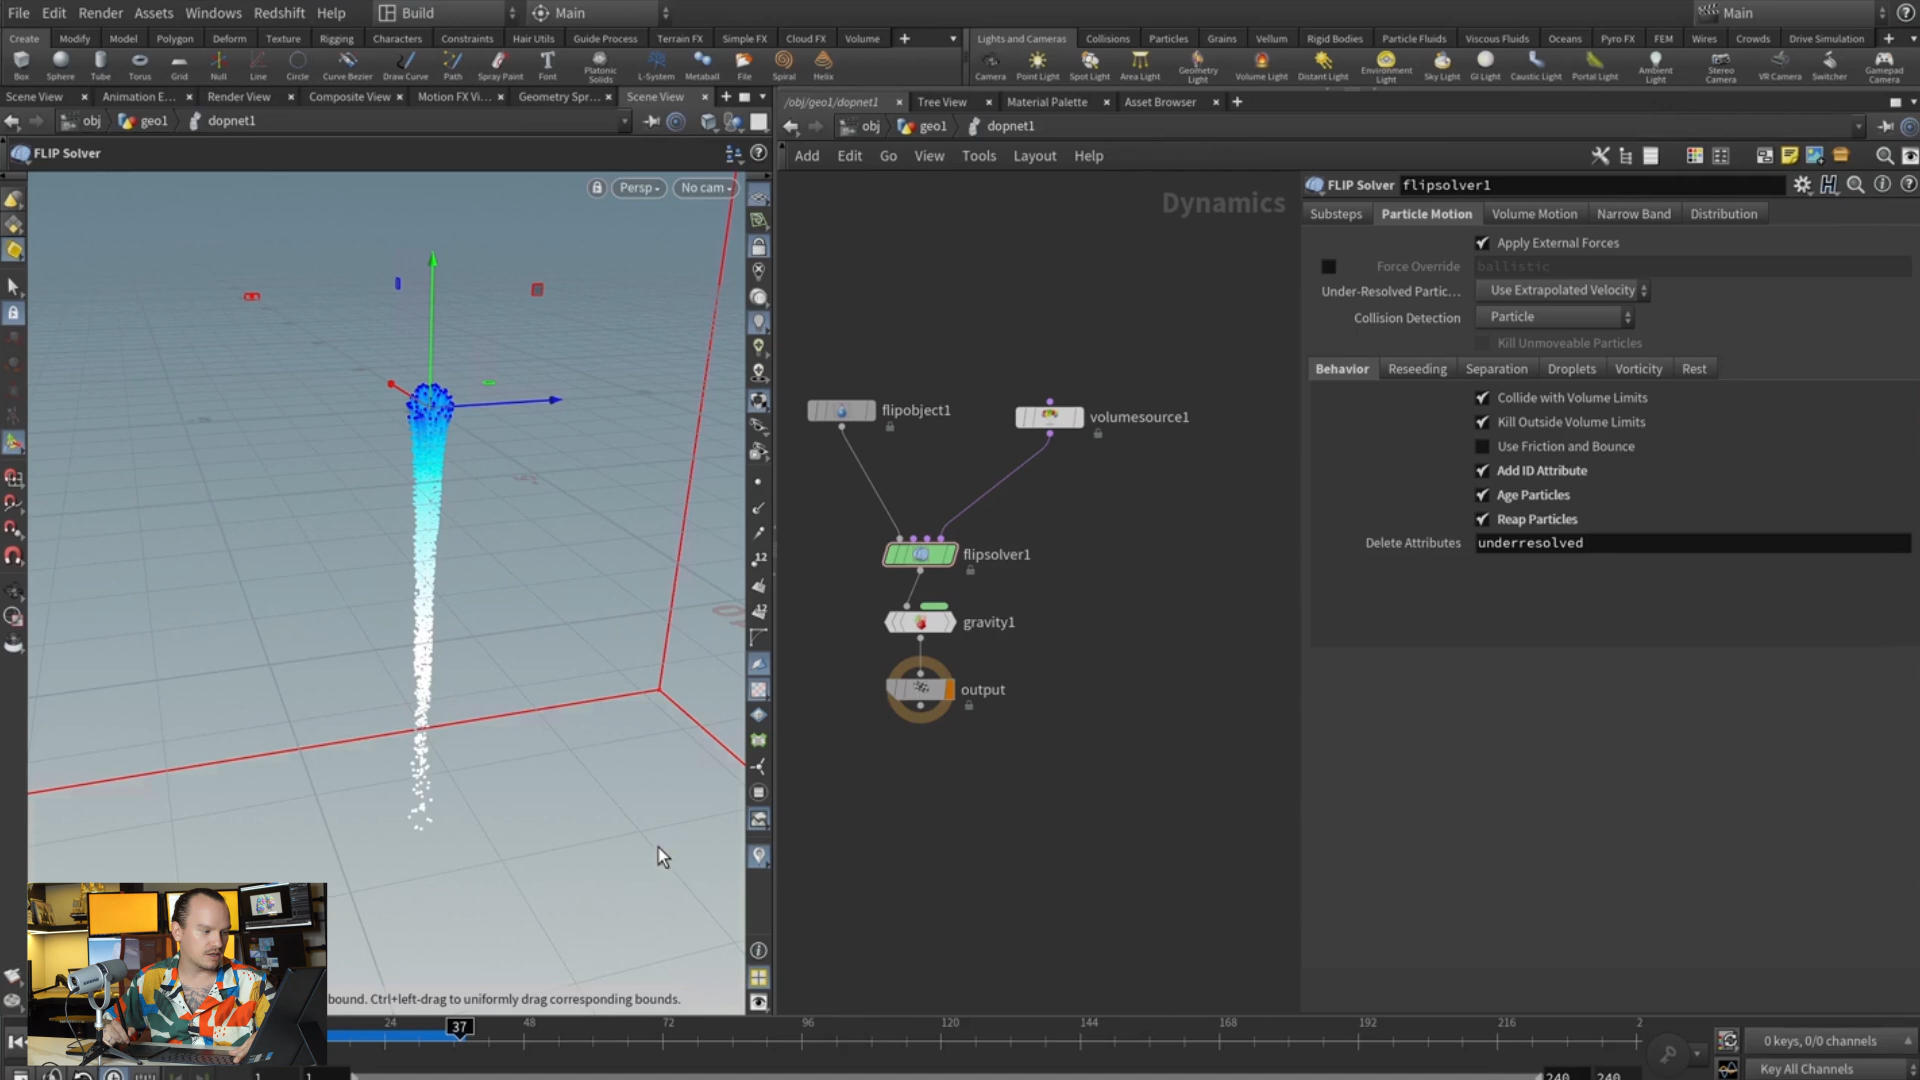 File Edit Render Assets Windows Redshift Help Build Main Main
Create Modify Model Polygon Deform Texture Rigging Characters Constraints Hair Utils Guide Process Terrain FX Simple FX Cloud FX Volume
Lights and Cameras Collisions Particles Grains Vellum Rigid Bodies Particle Fluids Viscous Fluids Oceans Pyro FX FEM Wires Crowds Drive Simulation
Box Sphere Tube Torus Grid Null Line Circle Curve Bezier Draw Curve Path Spray Paint Font Platonic Solids L-System Metaball File Spiral Helix
Camera Point Light Spot Light Area Light Geometry Light Volume Light Distant Light Environment Light Sky Light GI Light Caustic Light Portal Light Ambient Light Stereo Camera VR Camera Switcher Gamepad Camera
Scene View Animation E... Render View Composite View Motion FX Vi... Geometry Spr... Scene View
/obj/geo1/dopnet1 Tree View Material Palette Asset Browser
obj geo1 dopnet1
obj geo1 dopnet1
FLIP Solver
Add Edit Go View Tools Layout Help
Persp No cam
Dynamics
FLIP Solver flipsolver1
Substeps Particle Motion Volume Motion Narrow Band Distribution
Apply External Forces
Force Override ballistic
Under-Resolved Partic... Use Extrapolated Velocity
Collision Detection Particle
Kill Unmoveable Particles
Behavior Reseeding Separation Droplets Vorticity Rest
Collide with Volume Limits
Kill Outside Volume Limits
Use Friction and Bounce
Add ID Attribute
Age Particles
Reap Particles
Delete Attributes underresolved
flipobject1
volumesource1
flipsolver1
gravity1
output
12
12
bound. Ctrl+left-drag to uniformly drag corresponding bounds.
24 37 48 72 96 120 144 168 192 216 2
0 keys, 0/0 channels
Key All Channels
1 1 240 240